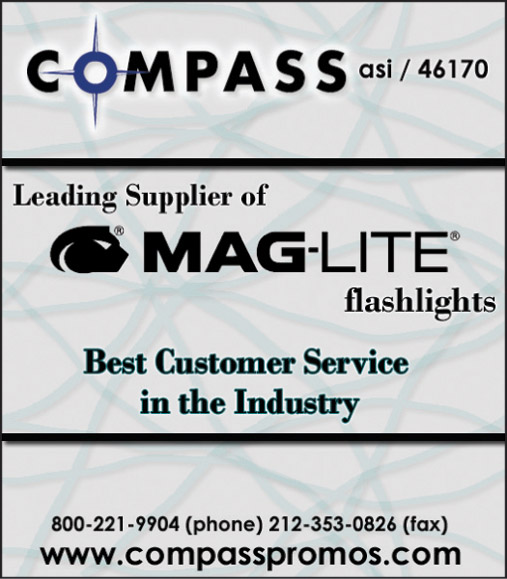 COMPASS asi / 46170
Leading Supplier of
® MAG-LITE®
flashlights
Best Customer Service
in the Industry
800-221-9904 (phone) 212-353-0826 (fax)
www.compasspromos.com